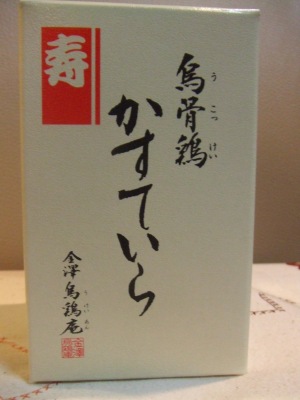 寿
烏骨鶏
うこっけい
かすていら
金澤烏鶏庵
うけいあん